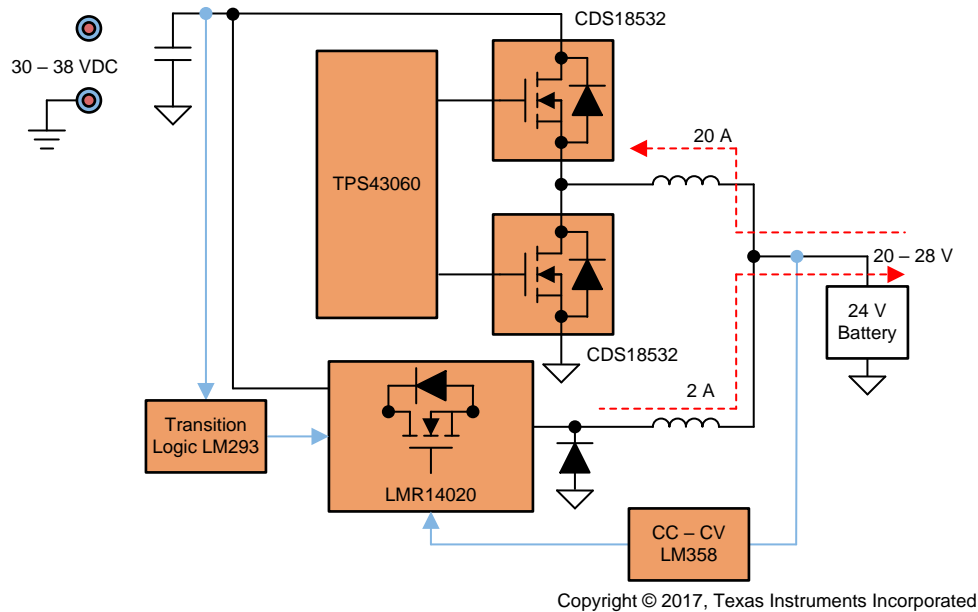 CDS18532
30 – 38 VDC
TPS43060
20 A
20 – 28 V
24 V
Battery
CDS18532
2 A
Transition
Logic LM293
LMR14020
CC – CV
LM358
Copyright © 2017, Texas Instruments Incorporated